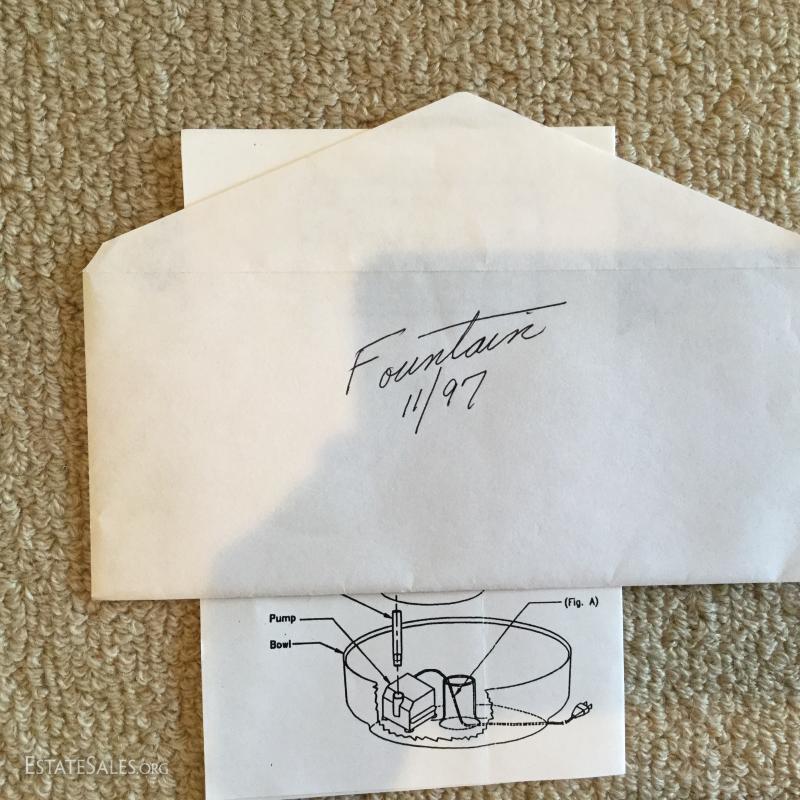 Fountain
11/97
(Fig. A)
Pump
Bowl
ESTATESALES.ORG